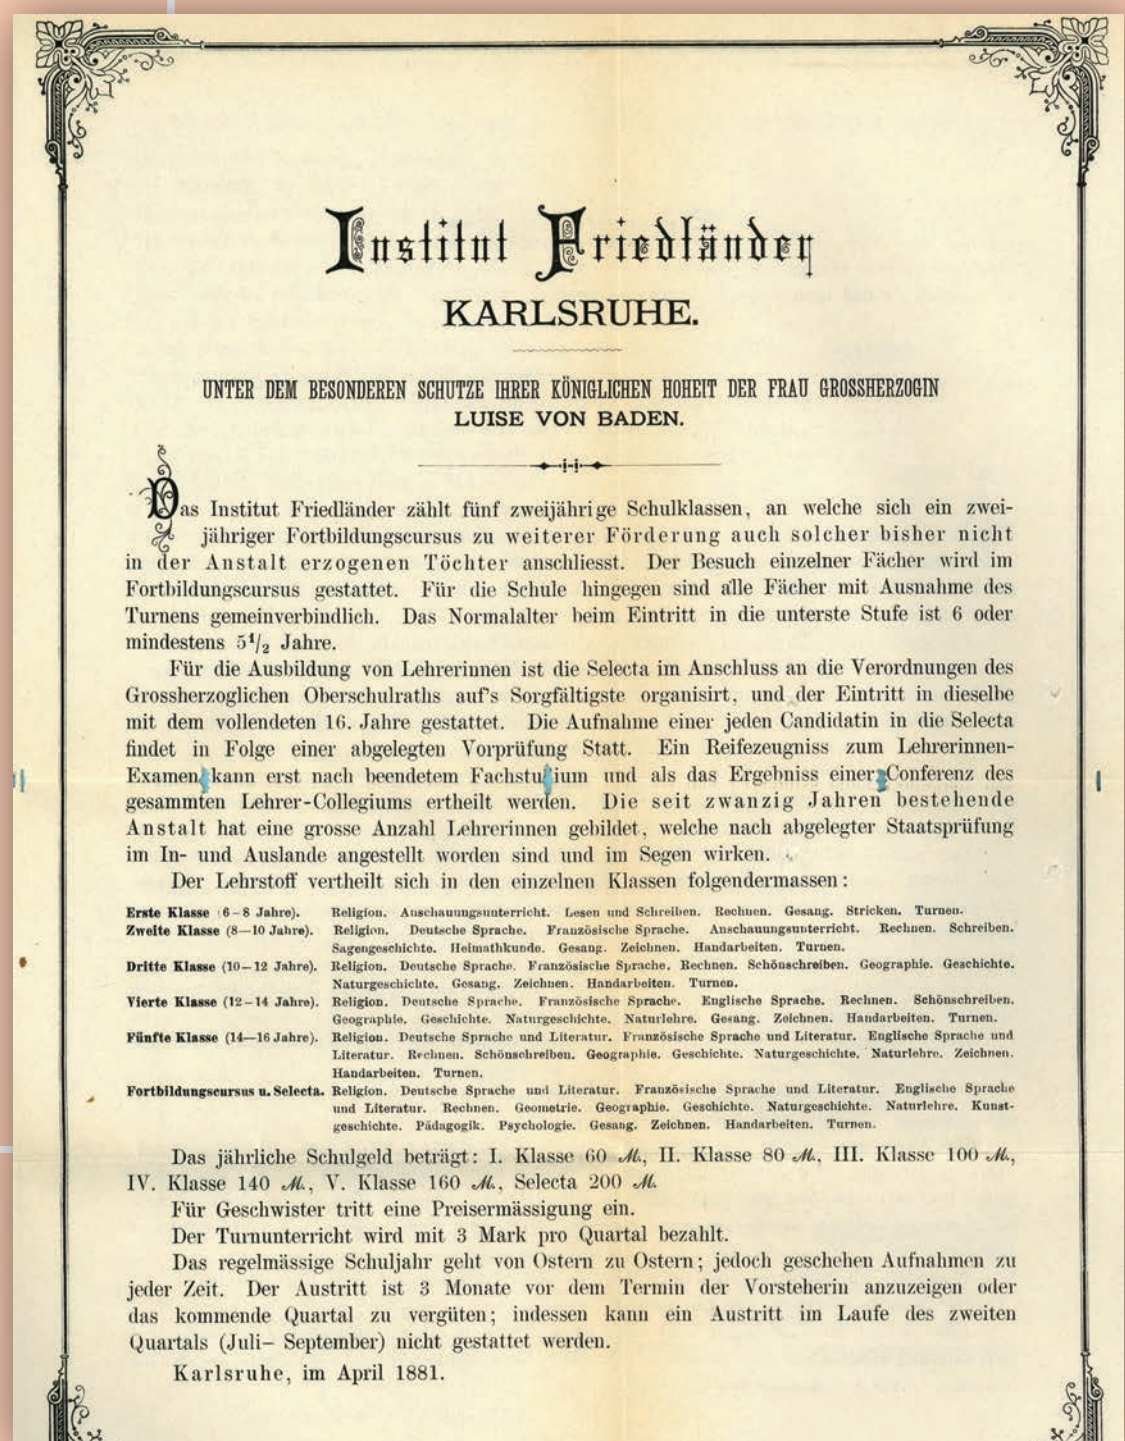 Institut Friedländer
KARLSRUHE.
UNTER DEM BESONDEREN SCHUTZE IHRER KÖNIGLICHEN HOHEIT DER FRAU GROSSHERZOGIN
LUISE VON BADEN.
Das Institut Friedländer zählt fünf zweijährige Schulklassen, an welche sich ein zwei-
jähriger Fortbildungscursus zu weiterer Förderung auch solcher bisher nicht
in der Anstalt erzogenen Töchter anschliesst. Der Besuch einzelner Fächer wird im
Fortbildungscursus gestattet. Für die Schule hingegen sind alle Fächer mit Ausnahme des
Turnens gemeinverbindlich. Das Normalalter beim Eintritt in die unterste Stufe ist 6 oder
mindestens 5¹/₂ Jahre.
Für die Ausbildung von Lehrerinnen ist die Selecta im Anschluss an die Verordnungen des
Grossherzoglichen Oberschulraths auf's Sorgfältigste organisirt, und der Eintritt in dieselbe
mit dem vollendeten 16. Jahre gestattet. Die Aufnahme einer jeden Candidatin in die Selecta
findet in Folge einer abgelegten Vorprüfung Statt. Ein Reifezeugniss zum Lehrerinnen-
Examen kann erst nach beendetem Fachstudium und als das Ergebniss einer Conferenz des
gesammten Lehrer-Collegiums ertheilt werden. Die seit zwanzig Jahren bestehende
Anstalt hat eine grosse Anzahl Lehrerinnen gebildet, welche nach abgelegter Staatsprüfung
im In- und Auslande angestellt worden sind und im Segen wirken.
Der Lehrstoff vertheilt sich in den einzelnen Klassen folgendermassen:
Erste Klasse (6-8 Jahre). Religion. Anschauungsunterricht. Lesen und Schreiben. Rechnen. Gesang. Stricken. Turnen.
Zweite Klasse (8—10 Jahre). Religion. Deutsche Sprache. Französische Sprache. Anschauungsunterricht. Rechnen. Schreiben.
Sagengeschichte. Heimathkunde. Gesang. Zeichnen. Handarbeiten. Turnen.
Dritte Klasse (10—12 Jahre). Religion. Deutsche Sprache. Französische Sprache. Rechnen. Schönschreiben. Geographie. Geschichte.
Naturgeschichte. Gesang. Zeichnen. Handarbeiten. Turnen.
Vierte Klasse (12—14 Jahre). Religion. Deutsche Sprache. Französische Sprache. Englische Sprache. Rechnen. Schönschreiben.
Geographie. Geschichte. Naturgeschichte. Naturlehre. Gesang. Zeichnen. Handarbeiten. Turnen.
Fünfte Klasse (14—16 Jahre). Religion. Deutsche Sprache und Literatur. Französische Sprache und Literatur. Englische Sprache und
Literatur. Rechnen. Schönschreiben. Geographie. Geschichte. Naturgeschichte. Naturlehre. Zeichnen.
Handarbeiten. Turnen.
Fortbildungscursus u. Selecta. Religion. Deutsche Sprache und Literatur. Französische Sprache und Literatur. Englische Sprache
und Literatur. Rechnen. Geometrie. Geographie. Geschichte. Naturgeschichte. Naturlehre. Kunst-
geschichte. Pädagogik. Psychologie. Gesang. Zeichnen. Handarbeiten. Turnen.
Das jährliche Schulgeld beträgt: I. Klasse 60 M., II. Klasse 80 M., III. Klasse 100 M.,
IV. Klasse 140 M., V. Klasse 160 M., Selecta 200 M.
Für Geschwister tritt eine Preisermässigung ein.
Der Turnunterricht wird mit 3 Mark pro Quartal bezahlt.
Das regelmässige Schuljahr geht von Ostern zu Ostern; jedoch geschehen Aufnahmen zu
jeder Zeit. Der Austritt ist 3 Monate vor dem Termin der Vorsteherin anzuzeigen oder
das kommende Quartal zu vergüten; indessen kann ein Austritt im Laufe des zweiten
Quartals (Juli– September) nicht gestattet werden.
Karlsruhe, im April 1881.